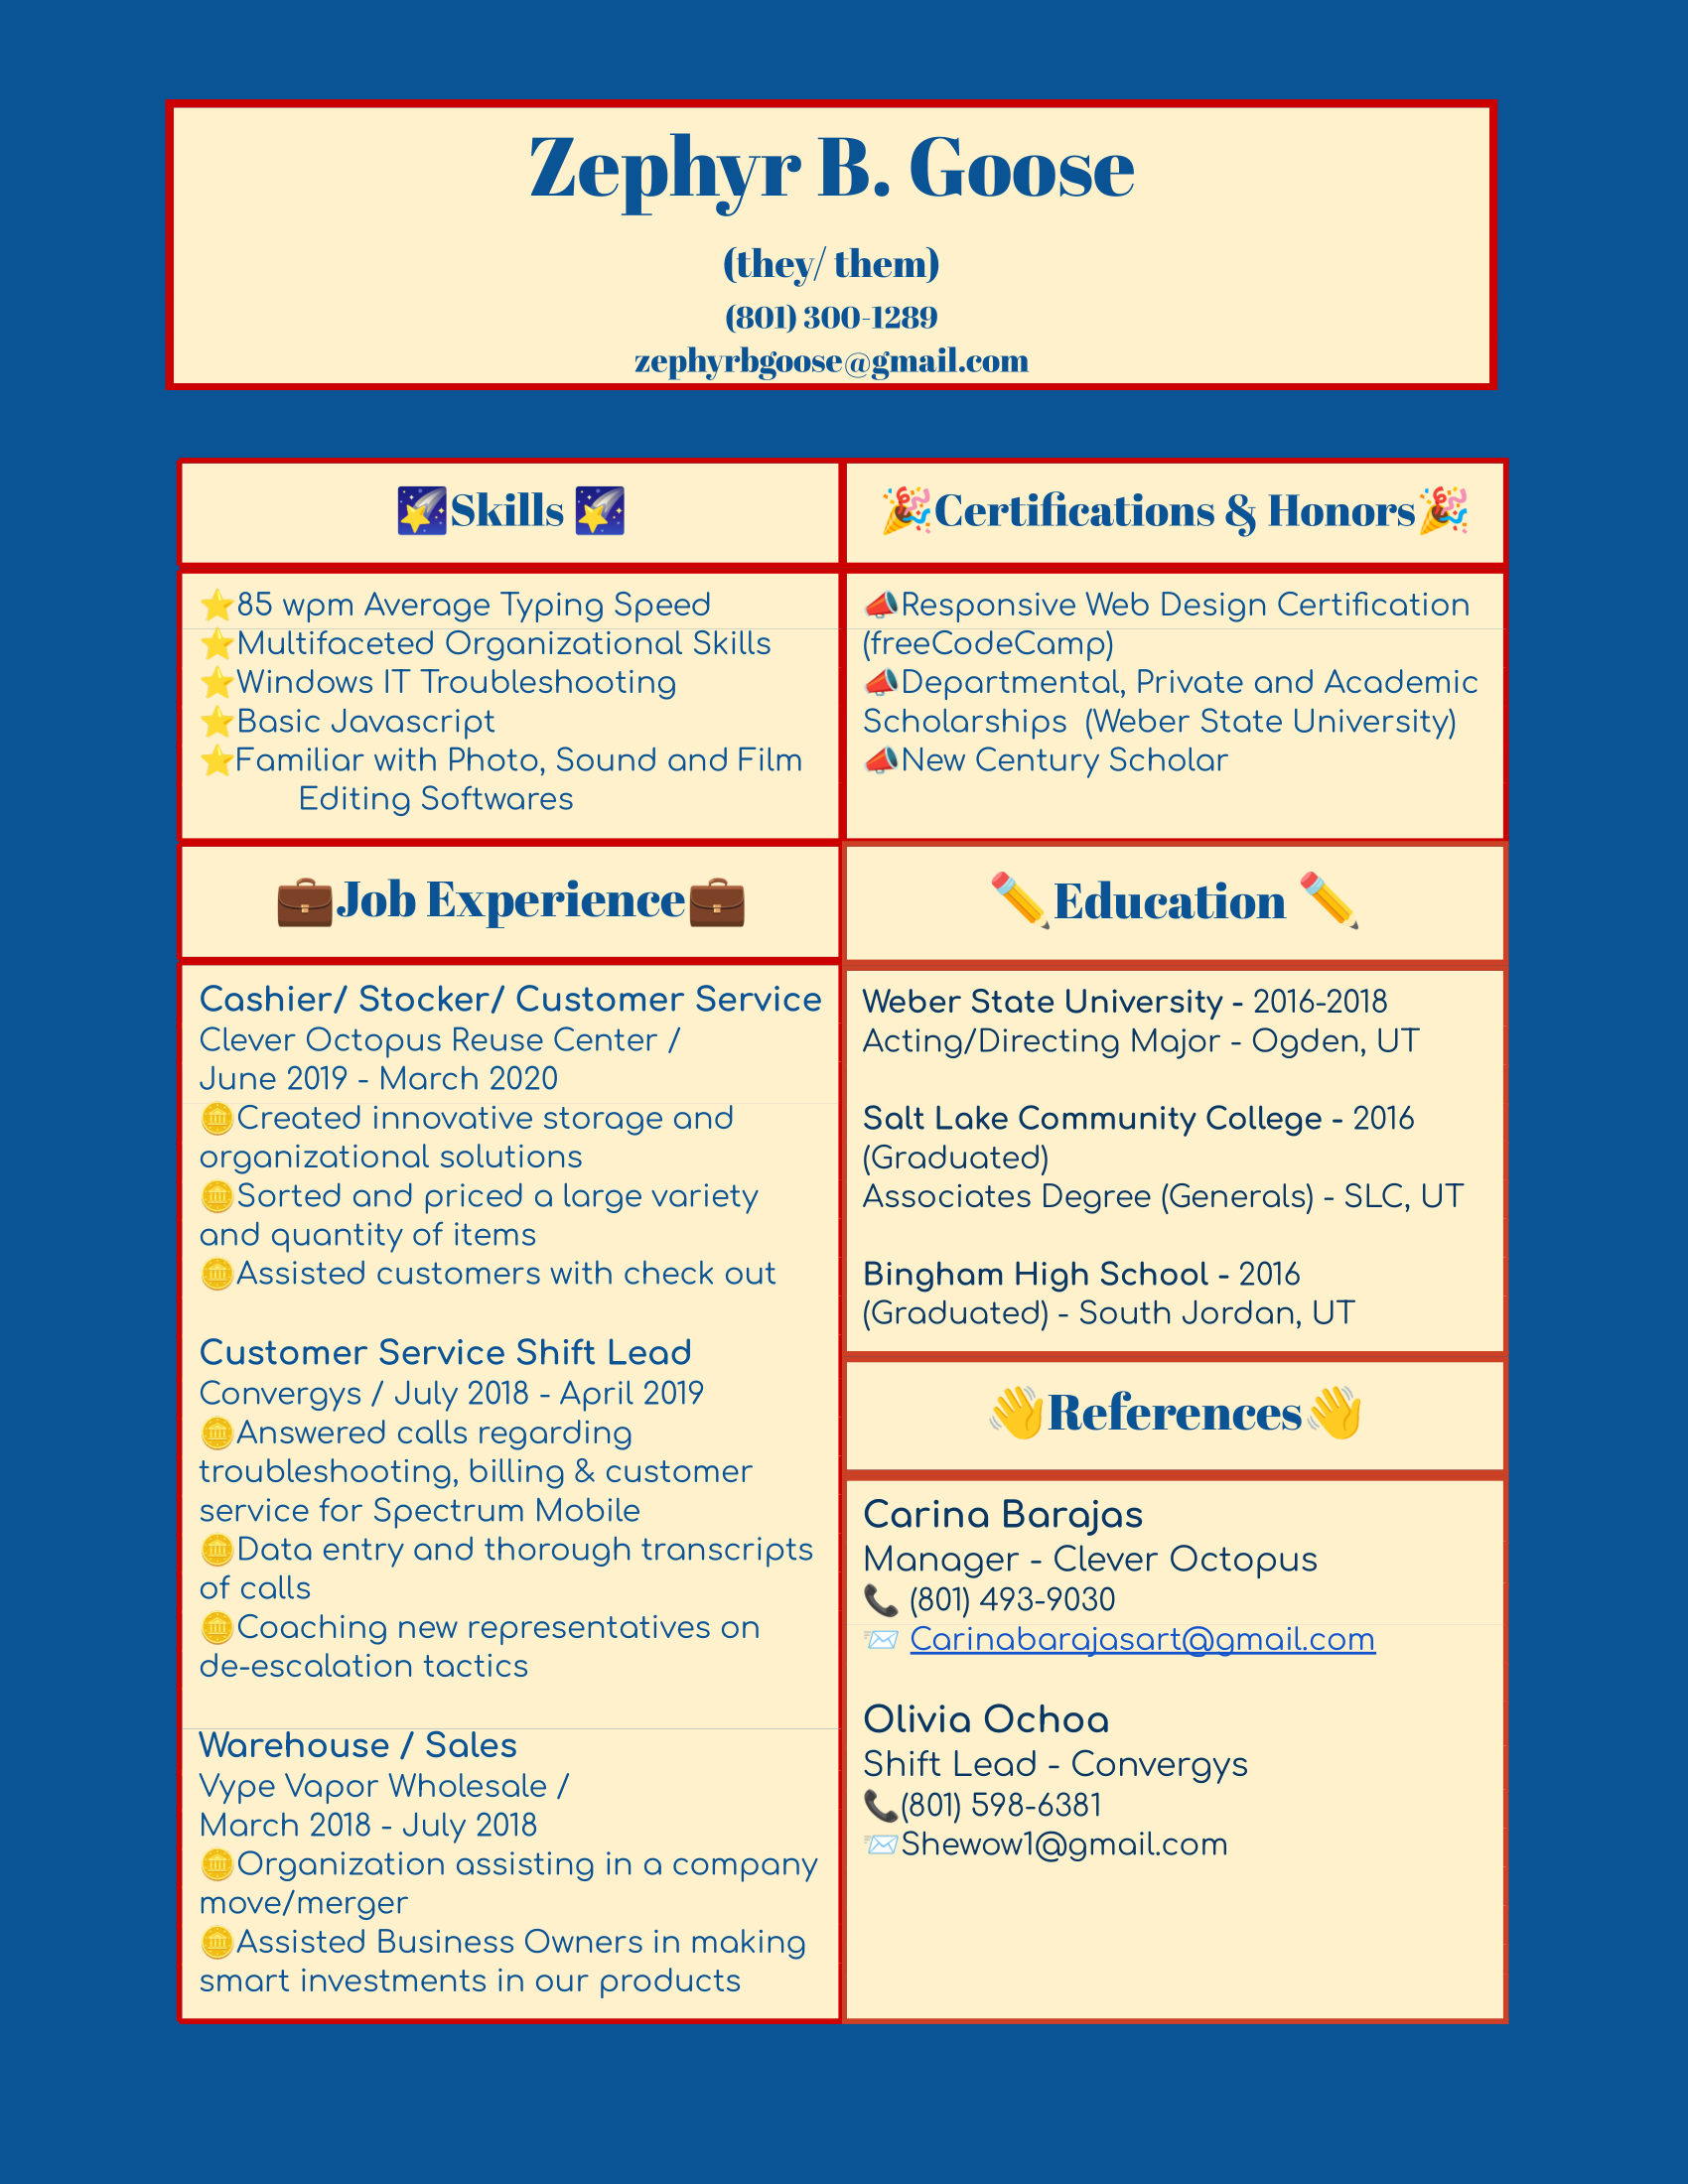 Zephyr B. Goose
(they/ them)
(801) 300-1289
zephyrbgoose@gmail.com
🌠Skills 🌠
⭐85 wpm Average Typing Speed
⭐Multifaceted Organizational Skills
⭐Windows IT Troubleshooting
⭐Basic Javascript
⭐Familiar with Photo, Sound and Film
Editing Softwares
🎉Certifications & Honors🎉
📣Responsive Web Design Certification
(freeCodeCamp)
📣Departmental, Private and Academic
Scholarships (Weber State University)
📣New Century Scholar
💼Job Experience💼
Cashier/ Stocker/ Customer Service
Clever Octopus Reuse Center /
June 2019 - March 2020
🪙Created innovative storage and
organizational solutions
🪙Sorted and priced a large variety
and quantity of items
🪙Assisted customers with check out
Customer Service Shift Lead
Convergys / July 2018 - April 2019
🪙Answered calls regarding
troubleshooting, billing & customer
service for Spectrum Mobile
🪙Data entry and thorough transcripts
of calls
🪙Coaching new representatives on
de-escalation tactics
Warehouse / Sales
Vype Vapor Wholesale /
March 2018 - July 2018
🪙Organization assisting in a company
move/merger
🪙Assisted Business Owners in making
smart investments in our products
✏️Education ✏️
Weber State University - 2016-2018
Acting/Directing Major - Ogden, UT
Salt Lake Community College - 2016
(Graduated)
Associates Degree (Generals) - SLC, UT
Bingham High School - 2016
(Graduated) - South Jordan, UT
👋References👋
Carina Barajas
Manager - Clever Octopus
📞 (801) 493-9030
📨 Carinabarajasart@gmail.com
Olivia Ochoa
Shift Lead - Convergys
📞(801) 598-6381
📨Shewow1@gmail.com